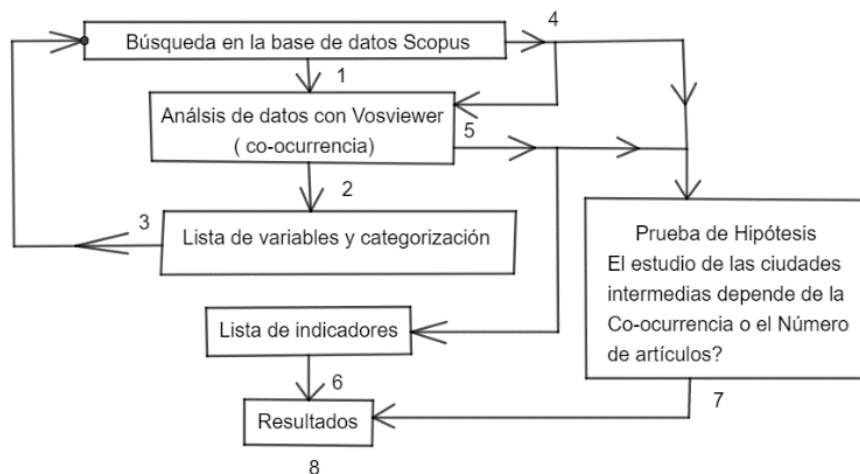 4
Búsqueda en la base de datos Scopus
1
Análsis de datos con Vosviewer
( co-ocurrencia)
5
2
3
Lista de variables y categorización
Prueba de Hipótesis
El estudio de las ciudades
intermedias depende de la
Co-ocurrencia o el Número
de artículos?
Lista de indicadores
6
7
Resultados
8